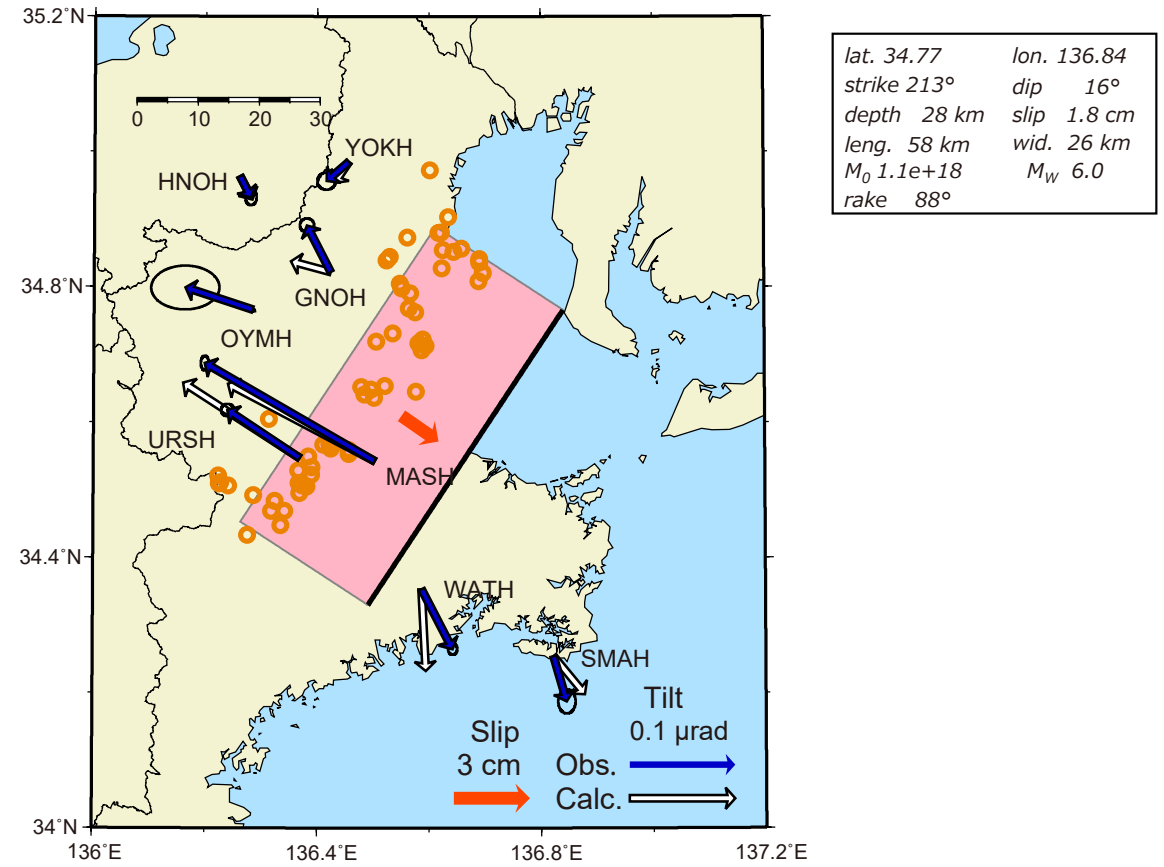 35.2°N
34.8°N
34.4°N
34°N
136°E
136.4°E
136.8°E
137.2°E
0 10 20 30
YOKH
HNOH
GNOH
OYMH
URSH
MASH
WATH
SMAH
Tilt
0.1 μrad
Slip
3 cm
Obs.
Calc.
lat. 34.77 lon. 136.84
strike 213° dip 16°
depth 28 km slip 1.8 cm
leng. 58 km wid. 26 km
M0 1.1e+18 MW 6.0
rake 88°